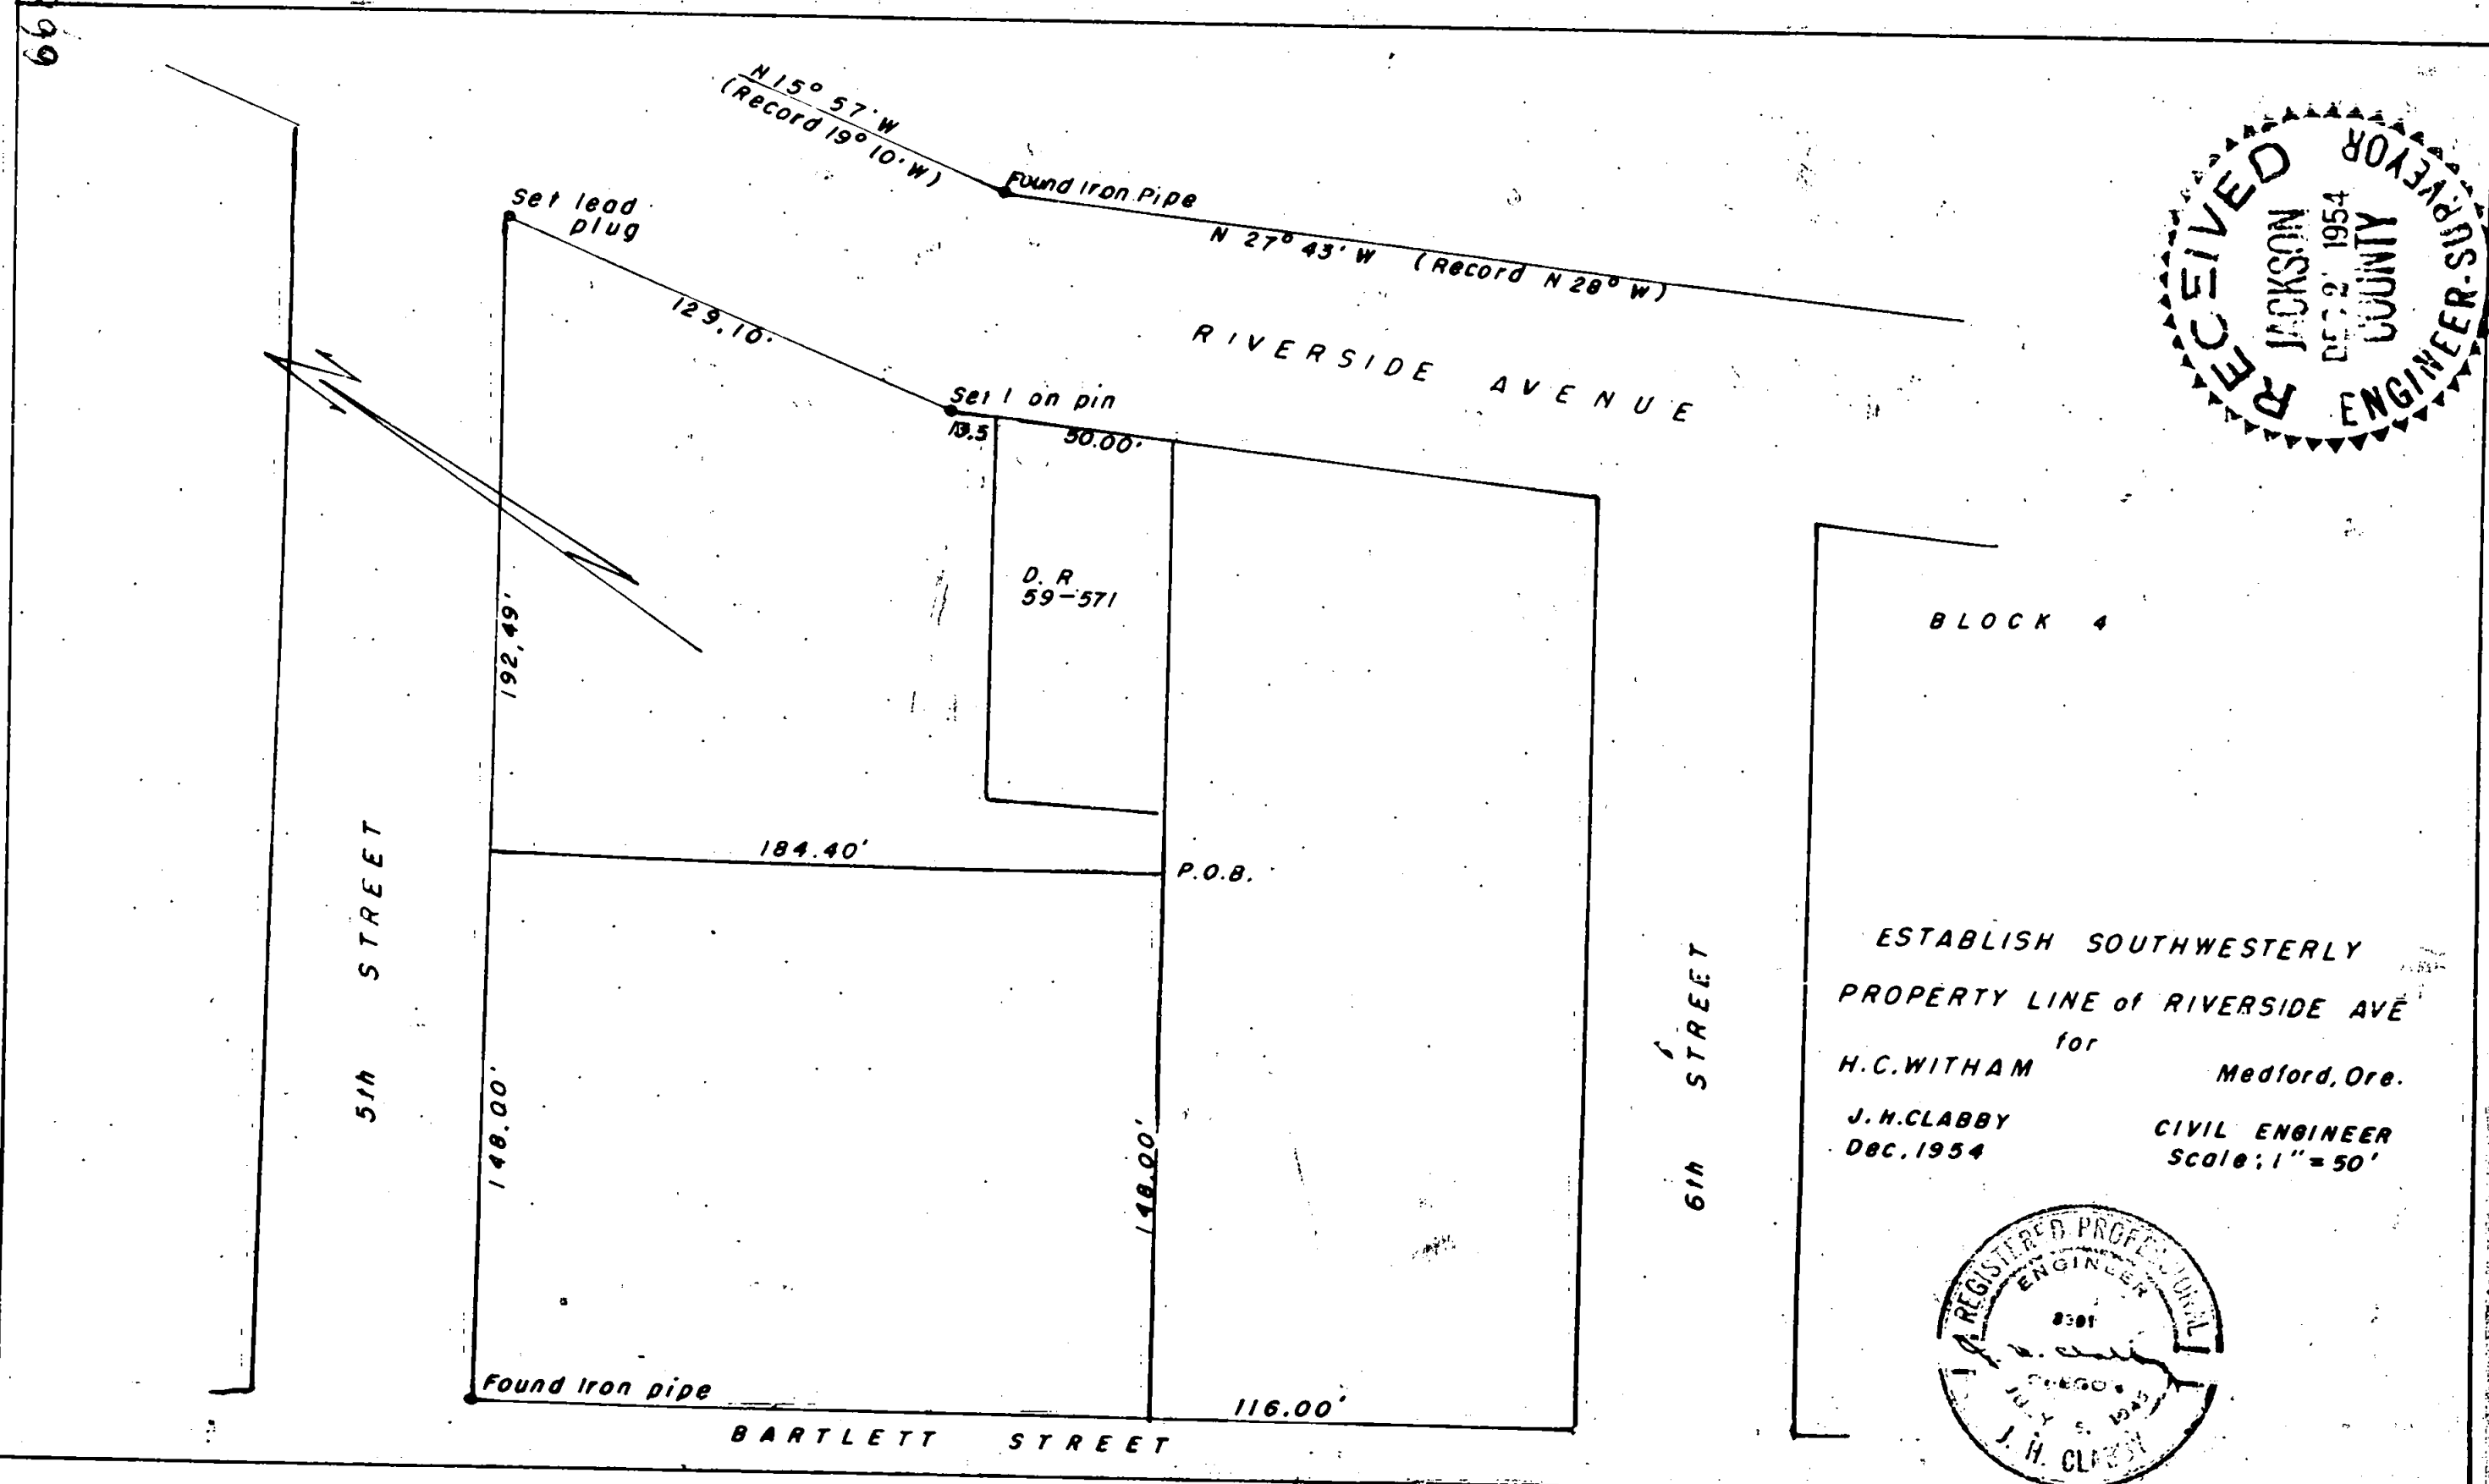 N 15° 57' W
(Record 19° 10' W)
Found Iron Pipe
N 27° 43' W (Record N 28° W)
RECEIVED
JACKSON
2 1954
COUNTY
ENGINEER-SURVEYOR
Set lead
plug
129.10'
RIVERSIDE AVENUE
Set I on pin
13.5
50.00'
D. R.
59-571
192.49'
BLOCK 4
184.40'
P.O.B.
5th STREET
6th STREET
148.00'
148.00'
ESTABLISH SOUTHWESTERLY
PROPERTY LINE of RIVERSIDE AVE
for
H.C.WITHAM Medford, Ore.
J.H.CLABBY CIVIL ENGINEER
Dec. 1954 Scale; 1" = 50'
REGISTERED PROFESSIONAL
ENGINEER
Found Iron pipe
116.00'
BARTLETT STREET
J. H. CLABBY